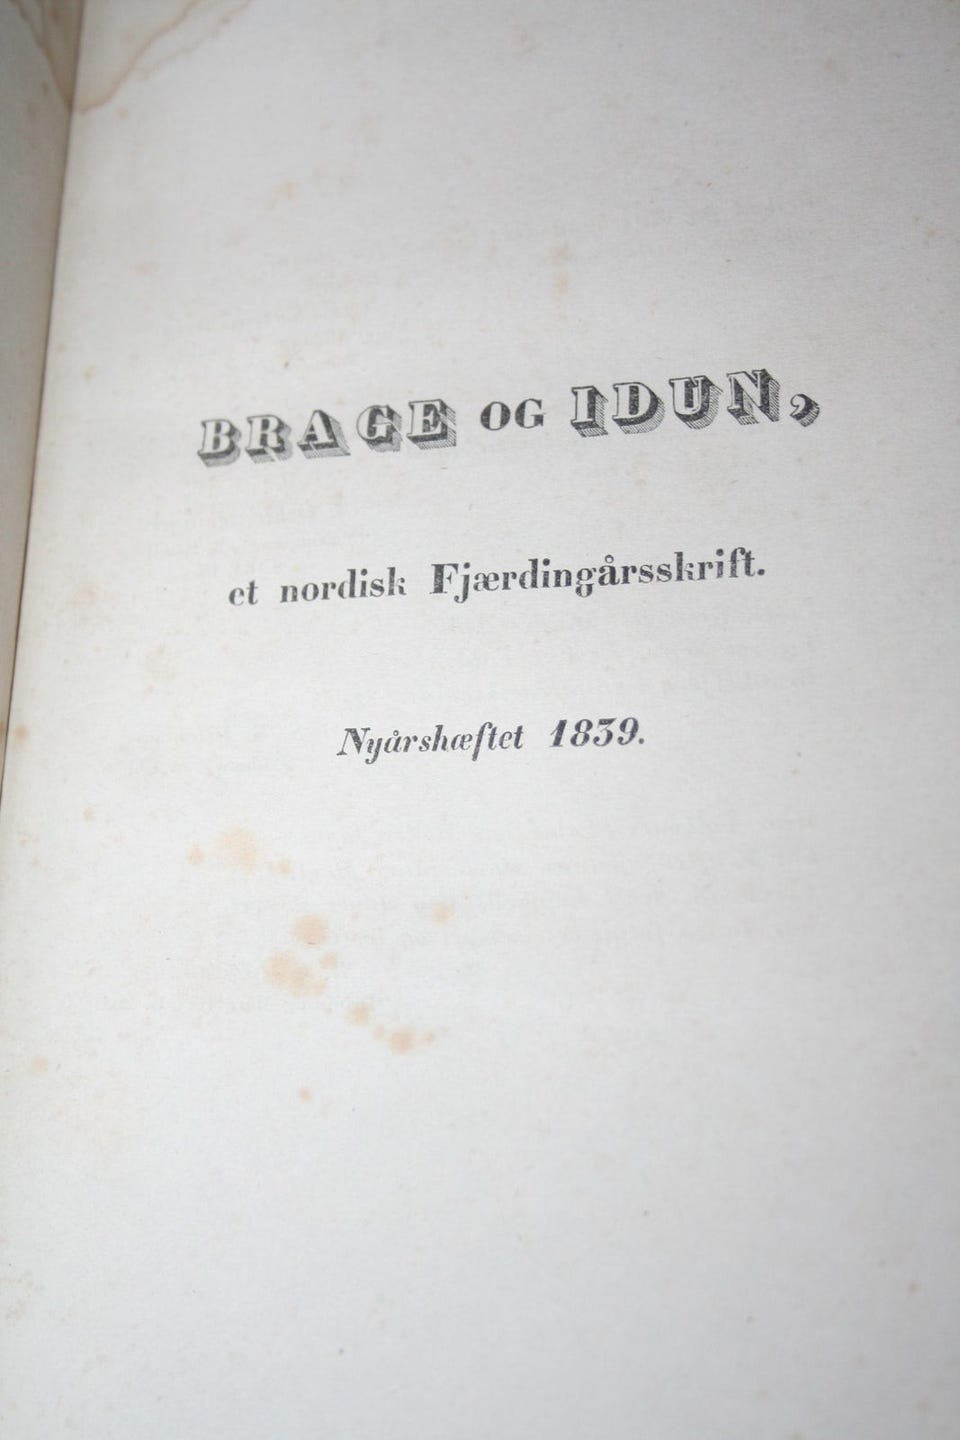 BRAGE OG IDUN,
et nordisk Fjærdingårsskrift.
Nyårshæftet 1839.